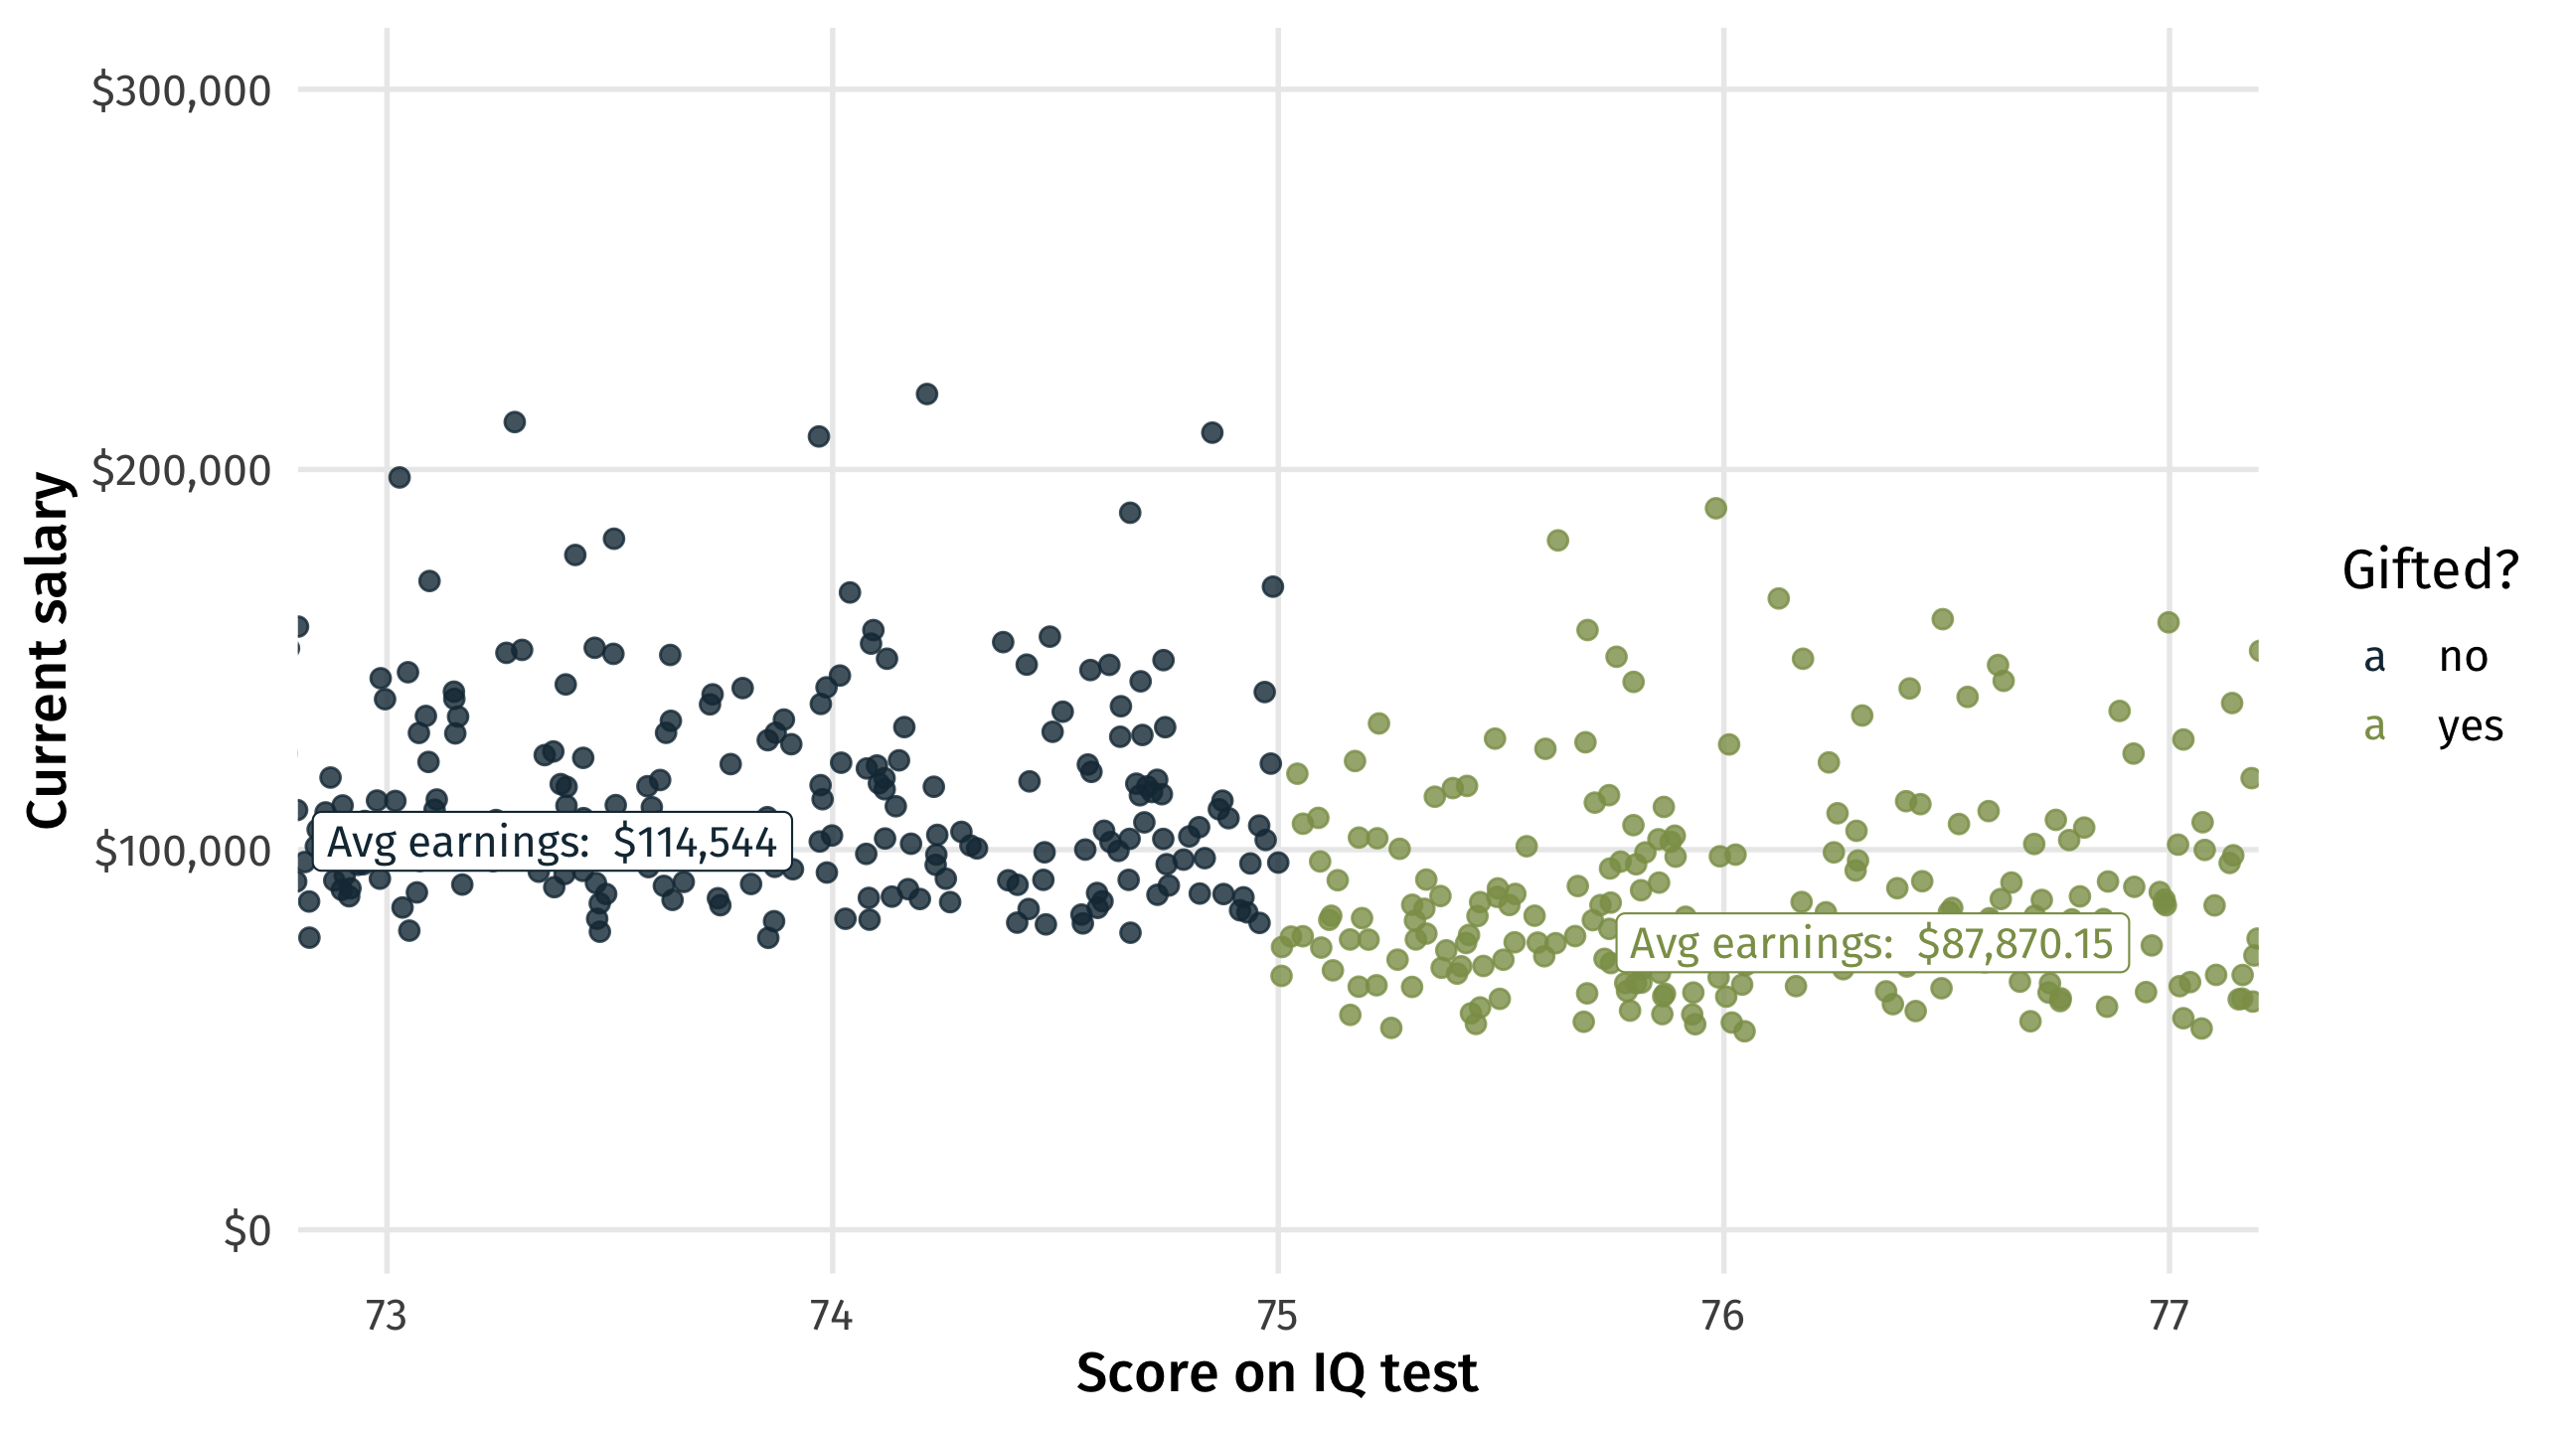 $300,000
$200,000
$100,000
$0
Current salary
Avg earnings:  $114,544
Avg earnings:  $87,870.15
73
74
75
76
77
Score on IQ test
Gifted?
a no
a yes